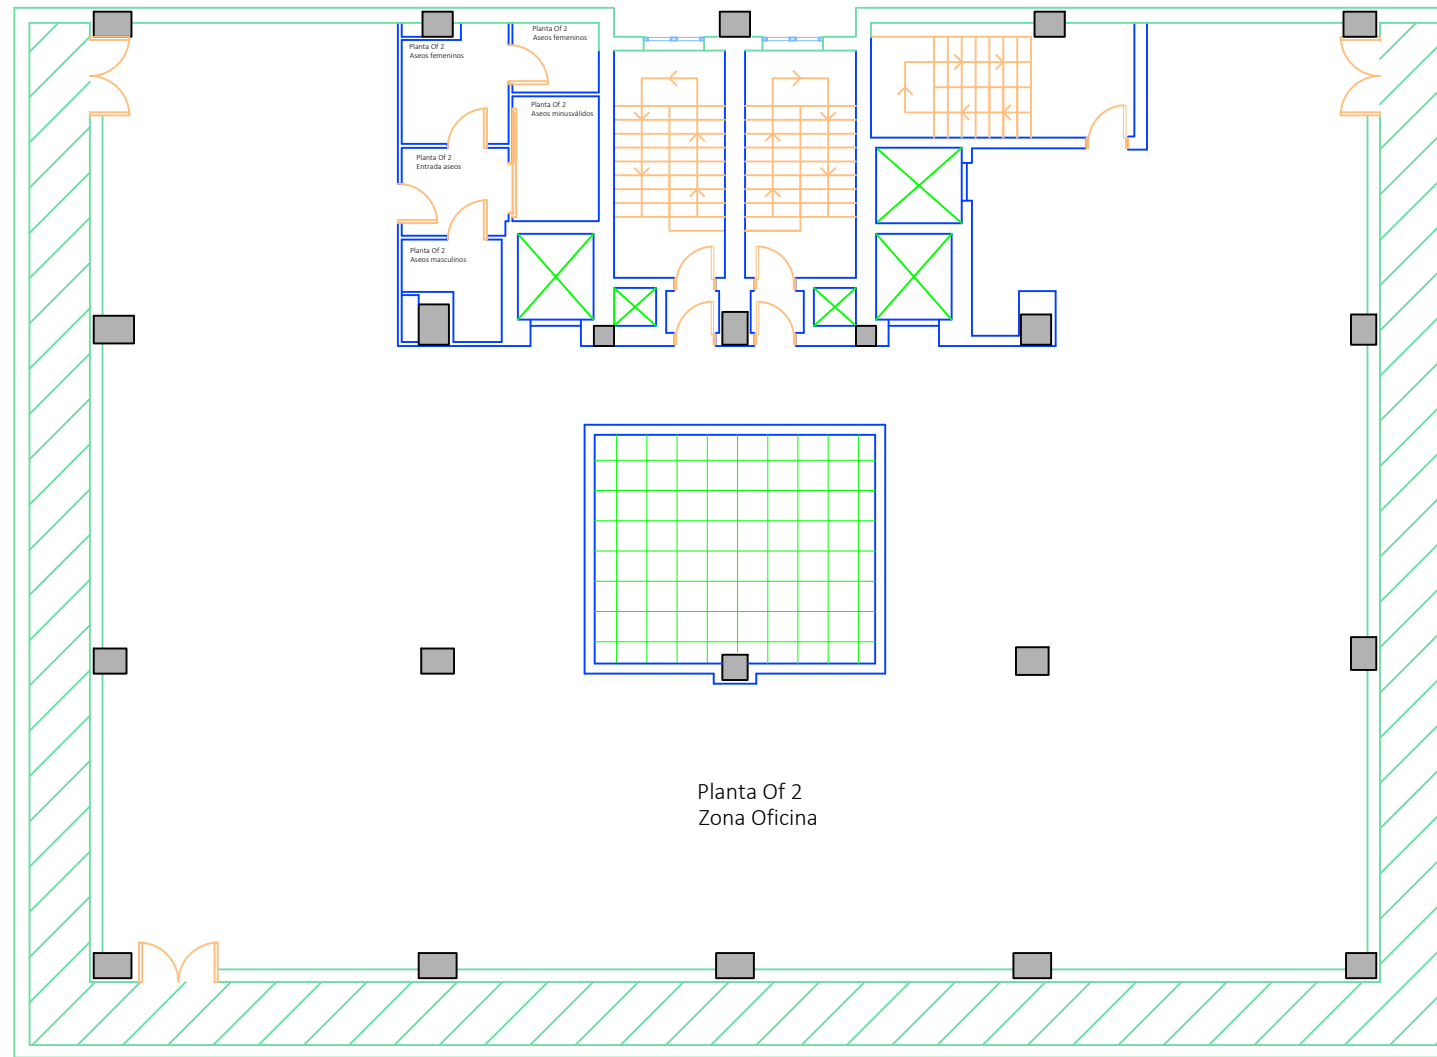 Planta Of 2
Aseos femeninos
Planta Of 2
Aseos femeninos
Planta Of 2
Aseos minusválidos
Planta Of 2
Entrada aseos
Planta Of 2
Aseos masculinos
Planta Of 2
Zona Oficina